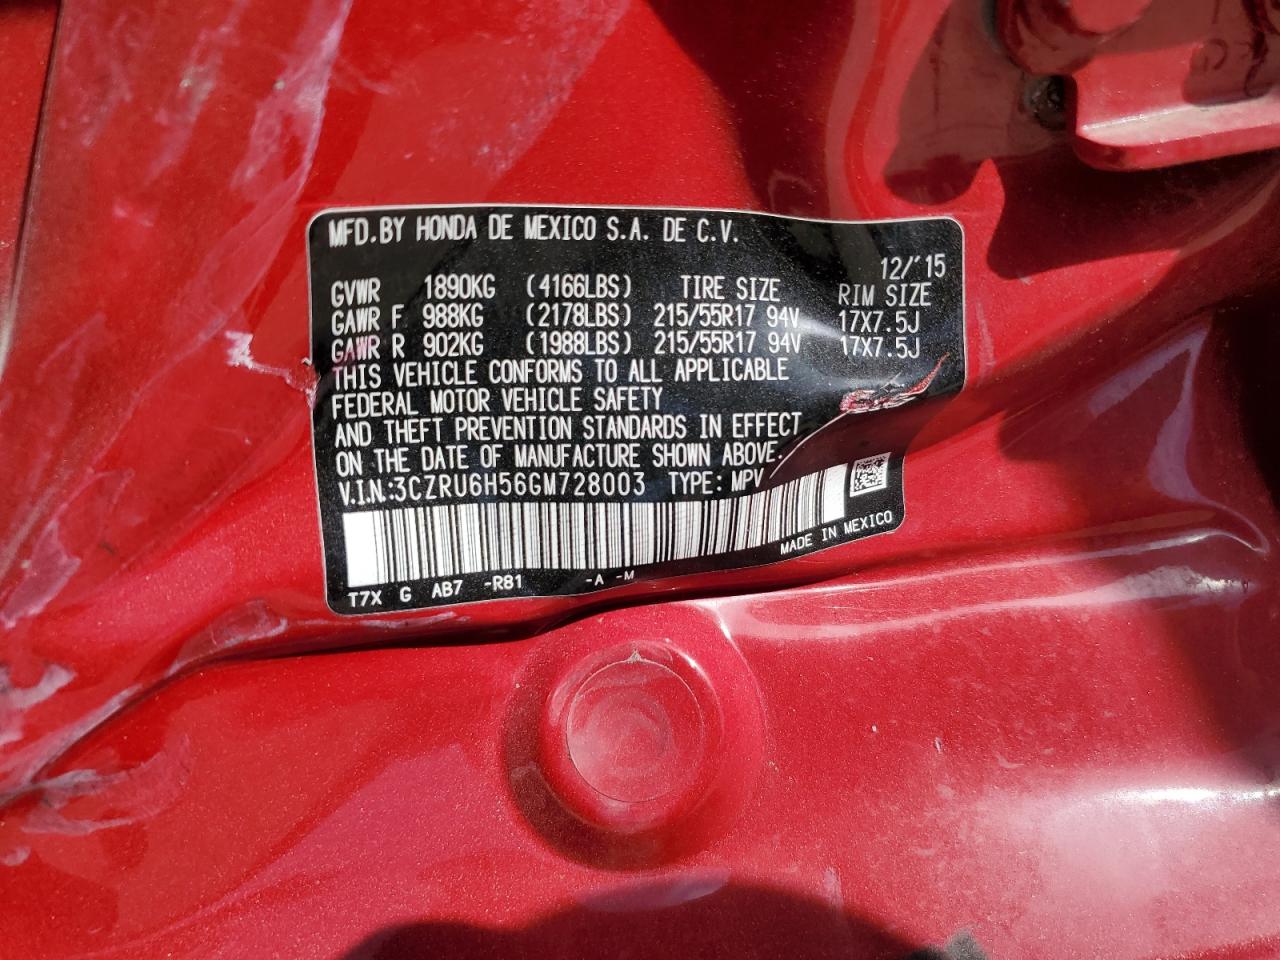 MFD.BY HONDA DE MEXICO S.A. DE C.V.
12/'15
GVWR 1890KG (4166LBS) TIRE SIZE RIM SIZE
GAWR F 988KG (2178LBS) 215/55R17 94V 17X7.5J
GAWR R 902KG (1988LBS) 215/55R17 94V 17X7.5J
THIS VEHICLE CONFORMS TO ALL APPLICABLE
FEDERAL MOTOR VEHICLE SAFETY
AND THEFT PREVENTION STANDARDS IN EFFECT
ON THE DATE OF MANUFACTURE SHOWN ABOVE.
V.I.N.:3CZRU6H56GM728003 TYPE: MPV
MADE IN MEXICO
T7X G AB7 -R81 -A -M